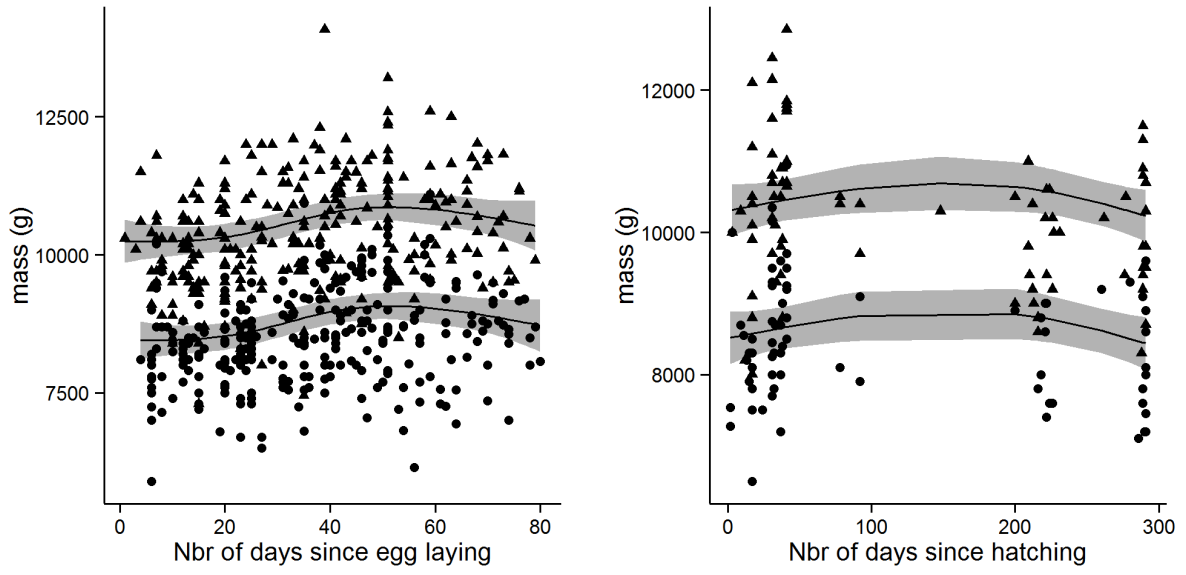 mass (g)
12500
10000
7500
0 20 40 60 80
Nbr of days since egg laying
mass (g)
12000
10000
8000
0 100 200 300
Nbr of days since hatching